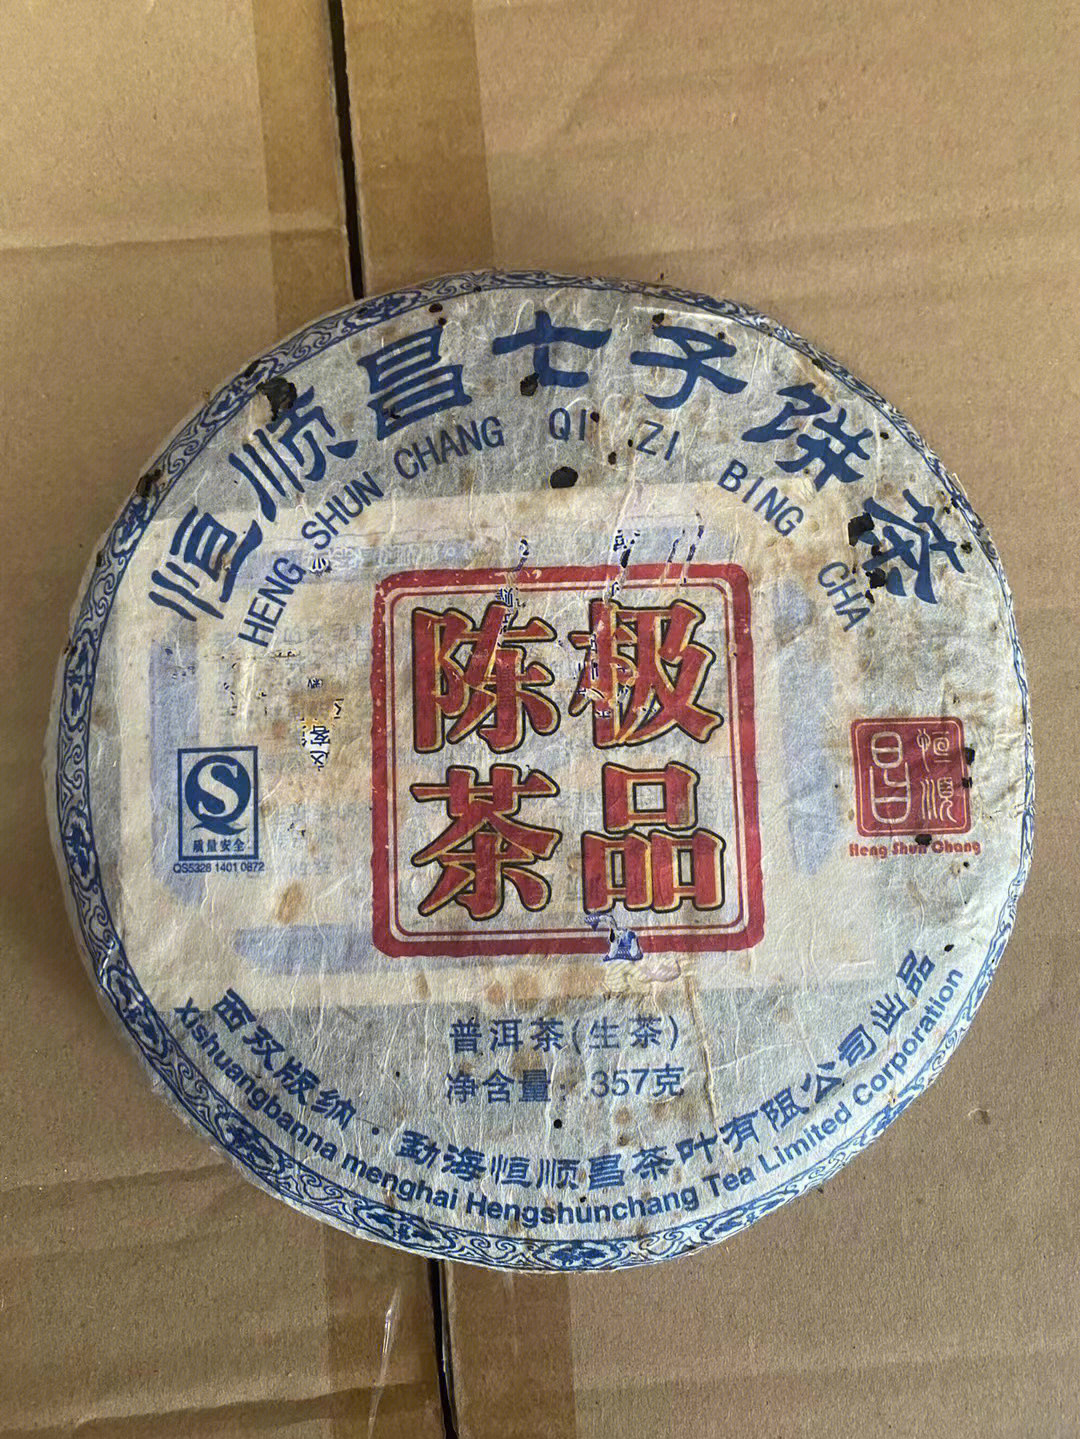 恒顺昌七子饼茶
HENG SHUN CHANG QI ZI BING CHA
极品
陈茶
质量安全
QS5328 1401 0872
恒顺昌
Heng Shun Chang
普洱茶(生茶)
净含量:357克
西双版纳·勐海恒顺昌茶叶有限公司出品
Xishuangbanna menghai Hengshunchang Tea Limited Corporation